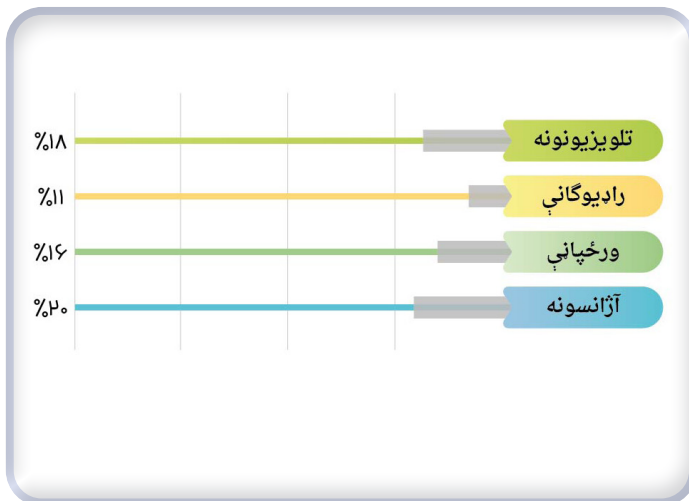 تلویزیونونه %۱۸
راډیوګانې %۱۱
ورځپاڼې %۱۶
آژانسونه %۲۰